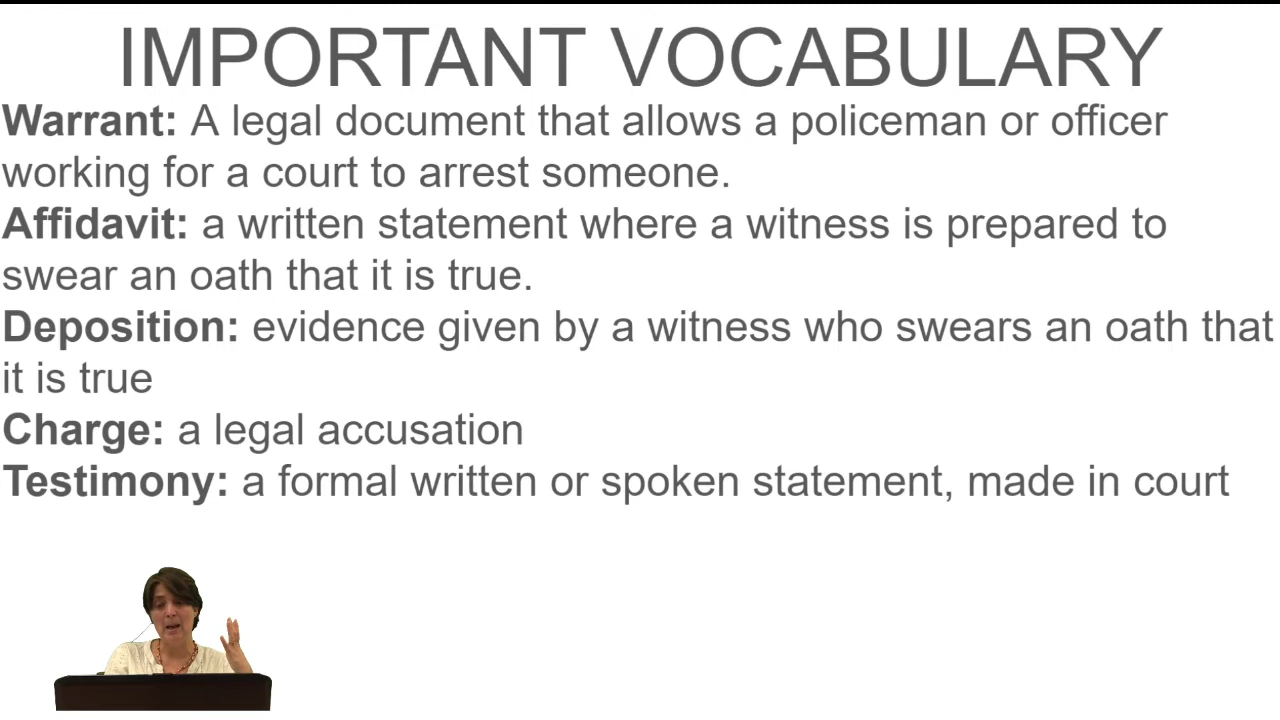 IMPORTANT VOCABULARY
Warrant: A legal document that allows a policeman or officer
working for a court to arrest someone.
Affidavit: a written statement where a witness is prepared to
swear an oath that it is true.
Deposition: evidence given by a witness who swears an oath that
it is true
Charge: a legal accusation
Testimony: a formal written or spoken statement, made in court